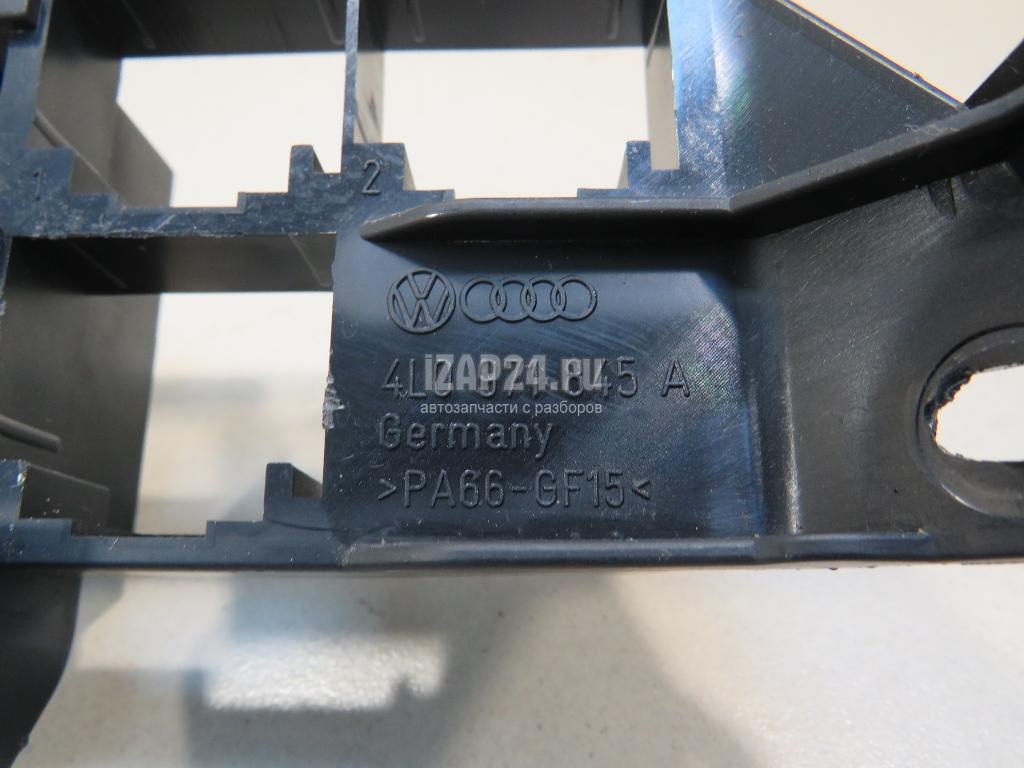 1
2
iZAP24.RU
автозапчасти с разборов
A
Germany
>PA66-GF15<